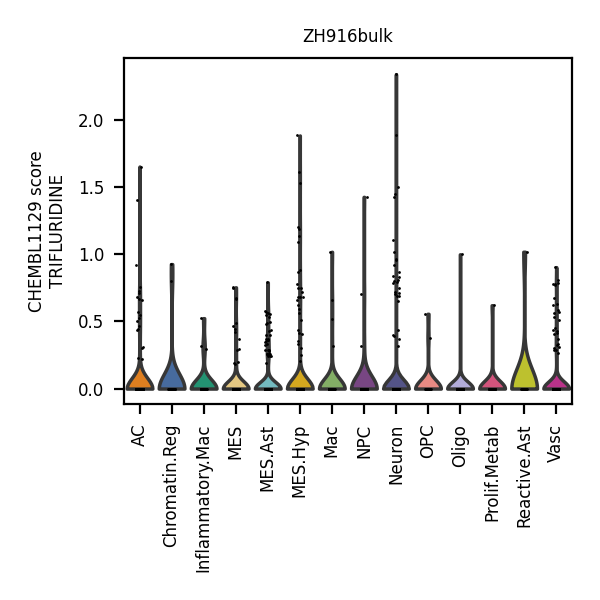 ZH916bulk
CHEMBL1129 score
TRIFLURIDINE
2.0
1.5
1.0
0.5
0.0
AC
Chromatin.Reg
Inflammatory.Mac
MES
MES.Ast
MES.Hyp
Mac
NPC
Neuron
OPC
Oligo
Prolif.Metab
Reactive.Ast
Vasc